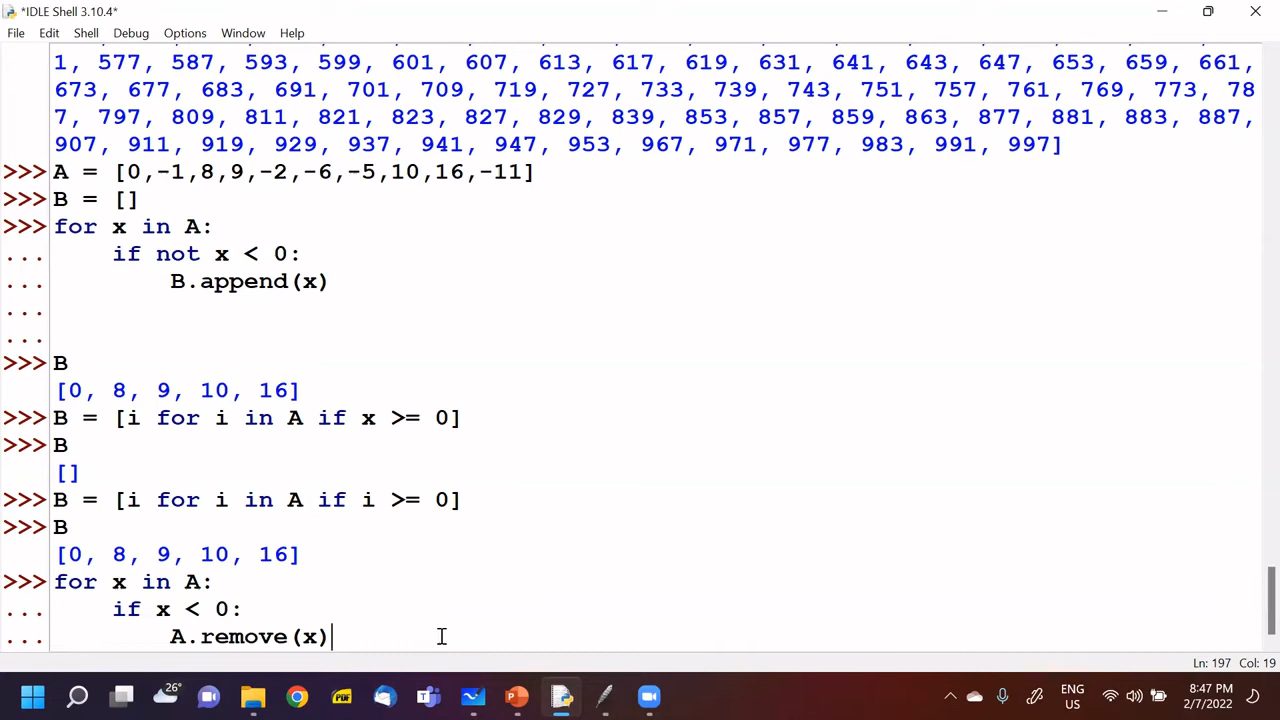 *IDLE Shell 3.10.4*
File Edit Shell Debug Options Window Help
1, 577, 587, 593, 599, 601, 607, 613, 617, 619, 631, 641, 643, 647, 653, 659, 661,
673, 677, 683, 691, 701, 709, 719, 727, 733, 739, 743, 751, 757, 761, 769, 773, 78
7, 797, 809, 811, 821, 823, 827, 829, 839, 853, 857, 859, 863, 877, 881, 883, 887,
907, 911, 919, 929, 937, 941, 947, 953, 967, 971, 977, 983, 991, 997]
>>> A = [0,-1,8,9,-2,-6,-5,10,16,-11]
>>> B = []
>>> for x in A:
...     if not x < 0:
...         B.append(x)
...
...
>>> B
[0, 8, 9, 10, 16]
>>> B = [i for i in A if x >= 0]
>>> B
[]
>>> B = [i for i in A if i >= 0]
>>> B
[0, 8, 9, 10, 16]
>>> for x in A:
...     if x < 0:
...         A.remove(x)
Ln: 197 Col: 19
26°
PDF
ENG
US
8:47 PM
2/7/2022